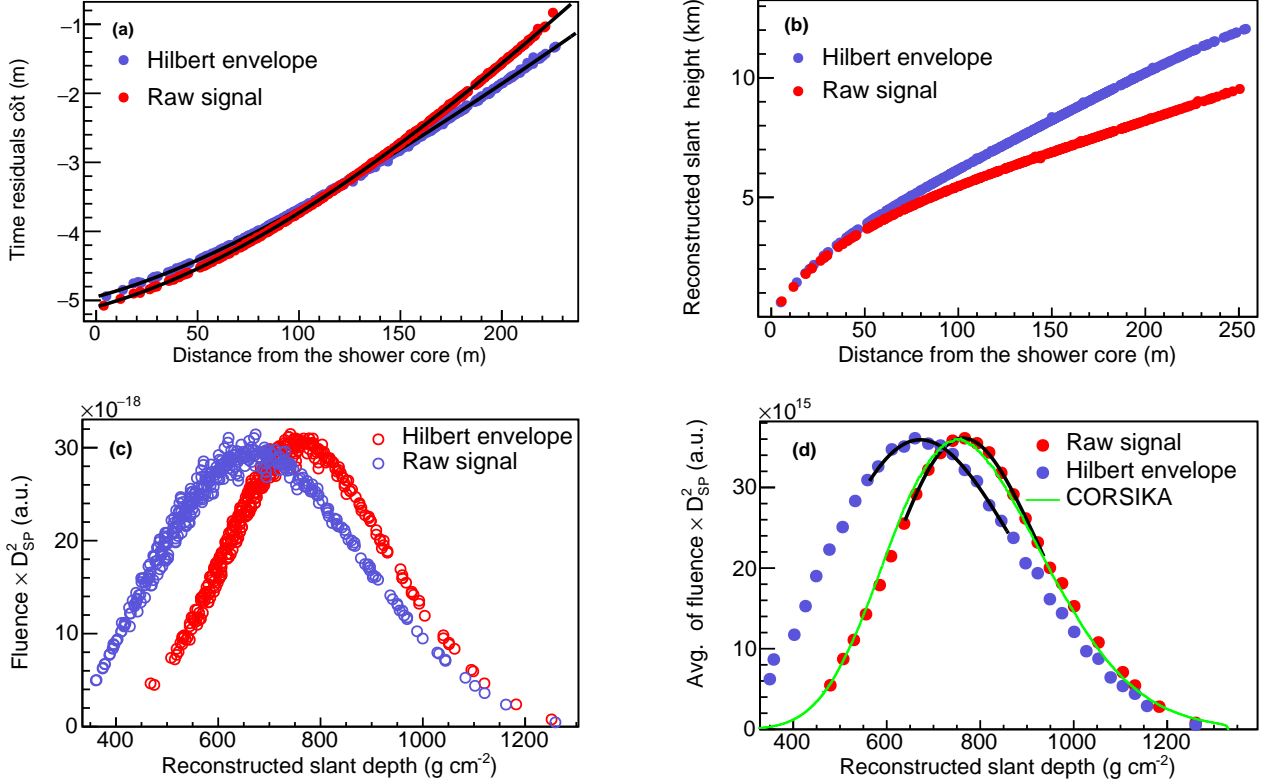 (a)
Hilbert envelope
Raw signal
Time residuals cδt (m)
−1
−2
−3
−4
−5
0 50 100 150 200
Distance from the shower core (m)
(b)
Hilbert envelope
Raw signal
Reconstructed slant height (km)
10
5
0 50 100 150 200 250
Distance from the shower core (m)
×10⁻¹⁸
(c)
Hilbert envelope
Raw signal
Fluence × D²SP (a.u.)
30
20
10
0
400 600 800 1000 1200
Reconstructed slant depth (g cm⁻²)
×10¹⁵
(d)
Raw signal
Hilbert envelope
CORSIKA
Avg. of fluence × D²SP (a.u.)
30
20
10
0
400 600 800 1000 1200
Reconstructed slant depth (g cm⁻²)